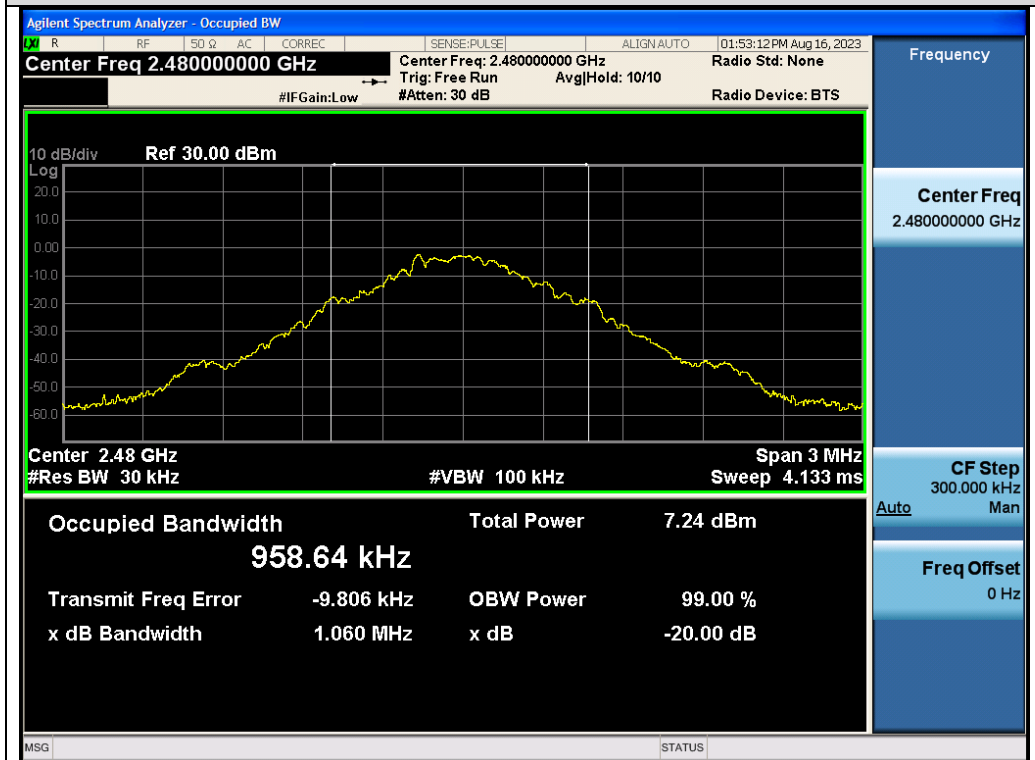 Agilent Spectrum Analyzer - Occupied BW
LXI R RF 50 Ω AC CORREC SENSE:PULSE ALIGN AUTO 01:53:12 PM Aug 16, 2023
Center Freq 2.480000000 GHz
#IFGain:Low
Center Freq: 2.480000000 GHz
Trig: Free Run Avg|Hold: 10/10
#Atten: 30 dB
Radio Std: None
Radio Device: BTS
10 dB/div Ref 30.00 dBm
Log
20.0
10.0
0.00
-10.0
-20.0
-30.0
-40.0
-50.0
-60.0
Center 2.48 GHz Span 3 MHz
#Res BW 30 kHz #VBW 100 kHz Sweep 4.133 ms
Occupied Bandwidth Total Power 7.24 dBm
958.64 kHz
Transmit Freq Error -9.806 kHz OBW Power 99.00 %
x dB Bandwidth 1.060 MHz x dB -20.00 dB
Frequency
Center Freq
2.480000000 GHz
CF Step
300.000 kHz
Auto Man
Freq Offset
0 Hz
MSG STATUS